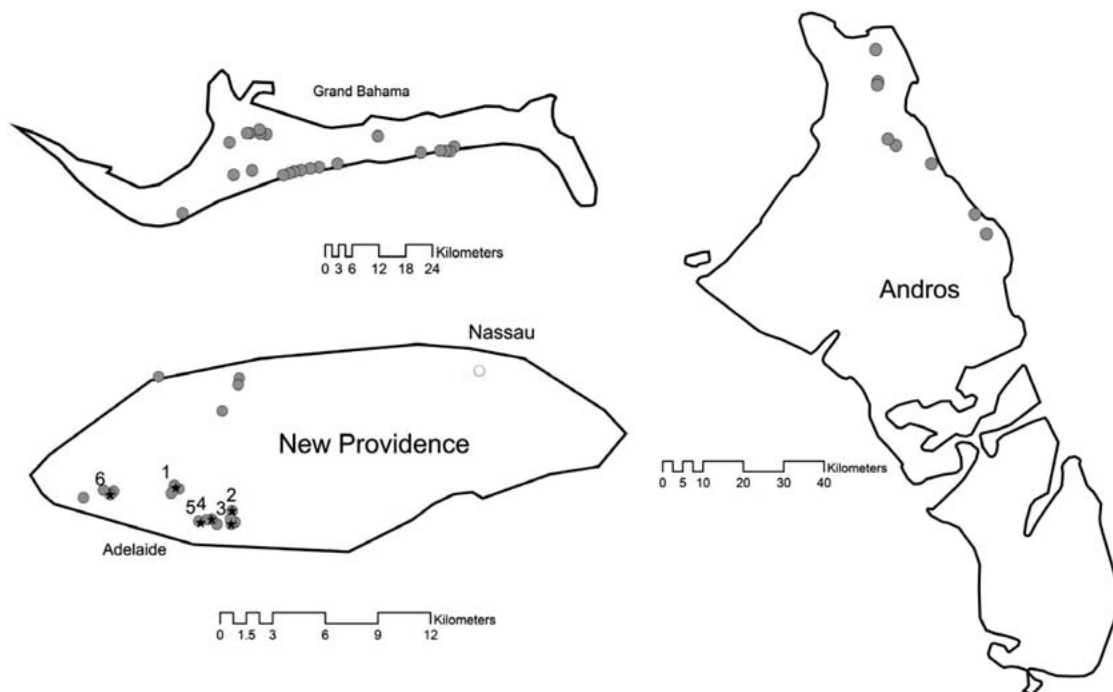 Grand Bahama
Kilometers
0 3 6 12 18 24
Andros
Nassau
New Providence
6 1 2
5 4 3
Adelaide
Kilometers
0 1.5 3 6 9 12
Kilometers
0 5 10 20 30 40